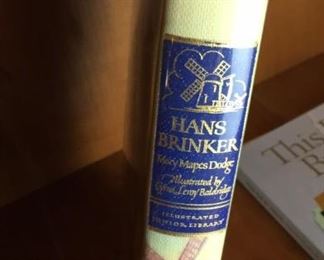 HANS
BRINKER
Mary Mapes Dodge
Illustrated by
Cyrus Leroy Baldridge
ILLUSTRATED
JUNIOR LIBRARY
This